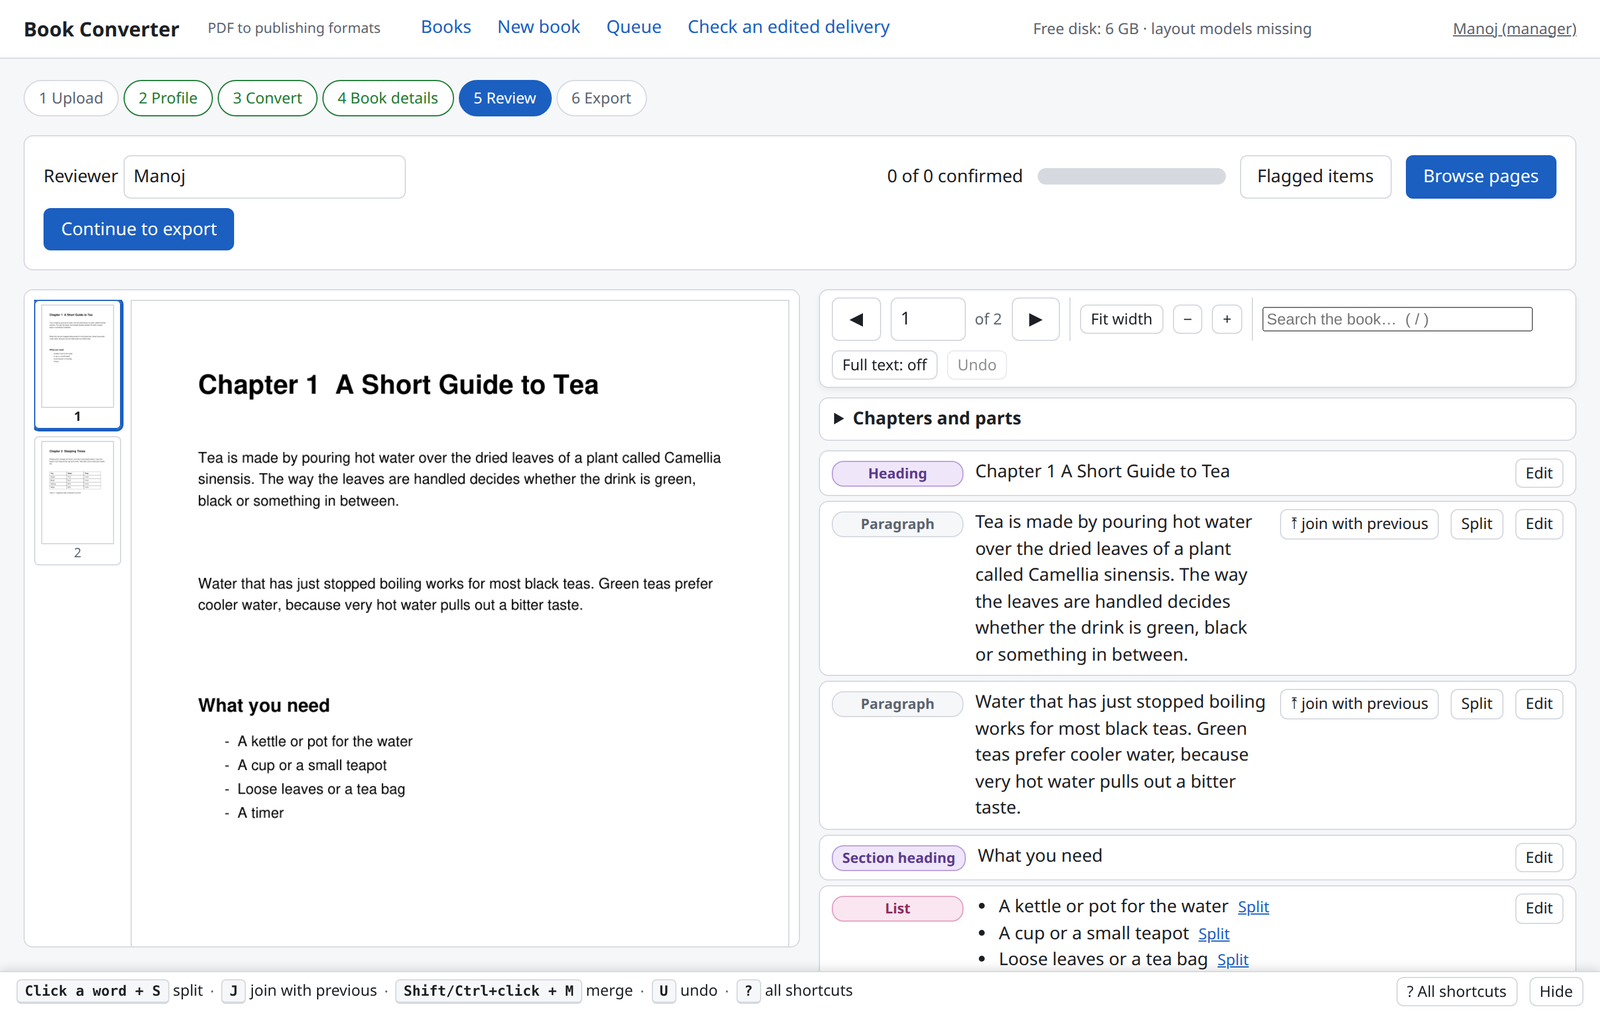 Book Converter PDF to publishing formats Books New book Queue Check an edited delivery Free disk: 6 GB · layout models missing Manoj (manager)
1 Upload 2 Profile 3 Convert 4 Book details 5 Review 6 Export
Reviewer Manoj 0 of 0 confirmed Flagged items Browse pages
Continue to export
1
2
Chapter 1 A Short Guide to Tea
Tea is made by pouring hot water over the dried leaves of a plant called Camellia
sinensis. The way the leaves are handled decides whether the drink is green,
black or something in between.
Water that has just stopped boiling works for most black teas. Green teas prefer
cooler water, because very hot water pulls out a bitter taste.
What you need
- A kettle or pot for the water
- A cup or a small teapot
- Loose leaves or a tea bag
- A timer
◀ 1 of 2 ▶ Fit width − + Search the book… ( / )
Full text: off Undo
▶ Chapters and parts
Heading Chapter 1 A Short Guide to Tea Edit
Paragraph Tea is made by pouring hot water ⤒ join with previous Split Edit
over the dried leaves of a plant
called Camellia sinensis. The way
the leaves are handled decides
whether the drink is green, black
or something in between.
Paragraph Water that has just stopped boiling ⤒ join with previous Split Edit
works for most black teas. Green
teas prefer cooler water, because
very hot water pulls out a bitter
taste.
Section heading What you need Edit
List • A kettle or pot for the water Split Edit
• A cup or a small teapot Split
• Loose leaves or a tea bag Split
Click a word + S split · J join with previous · Shift/Ctrl+click + M merge · U undo · ? all shortcuts ? All shortcuts Hide